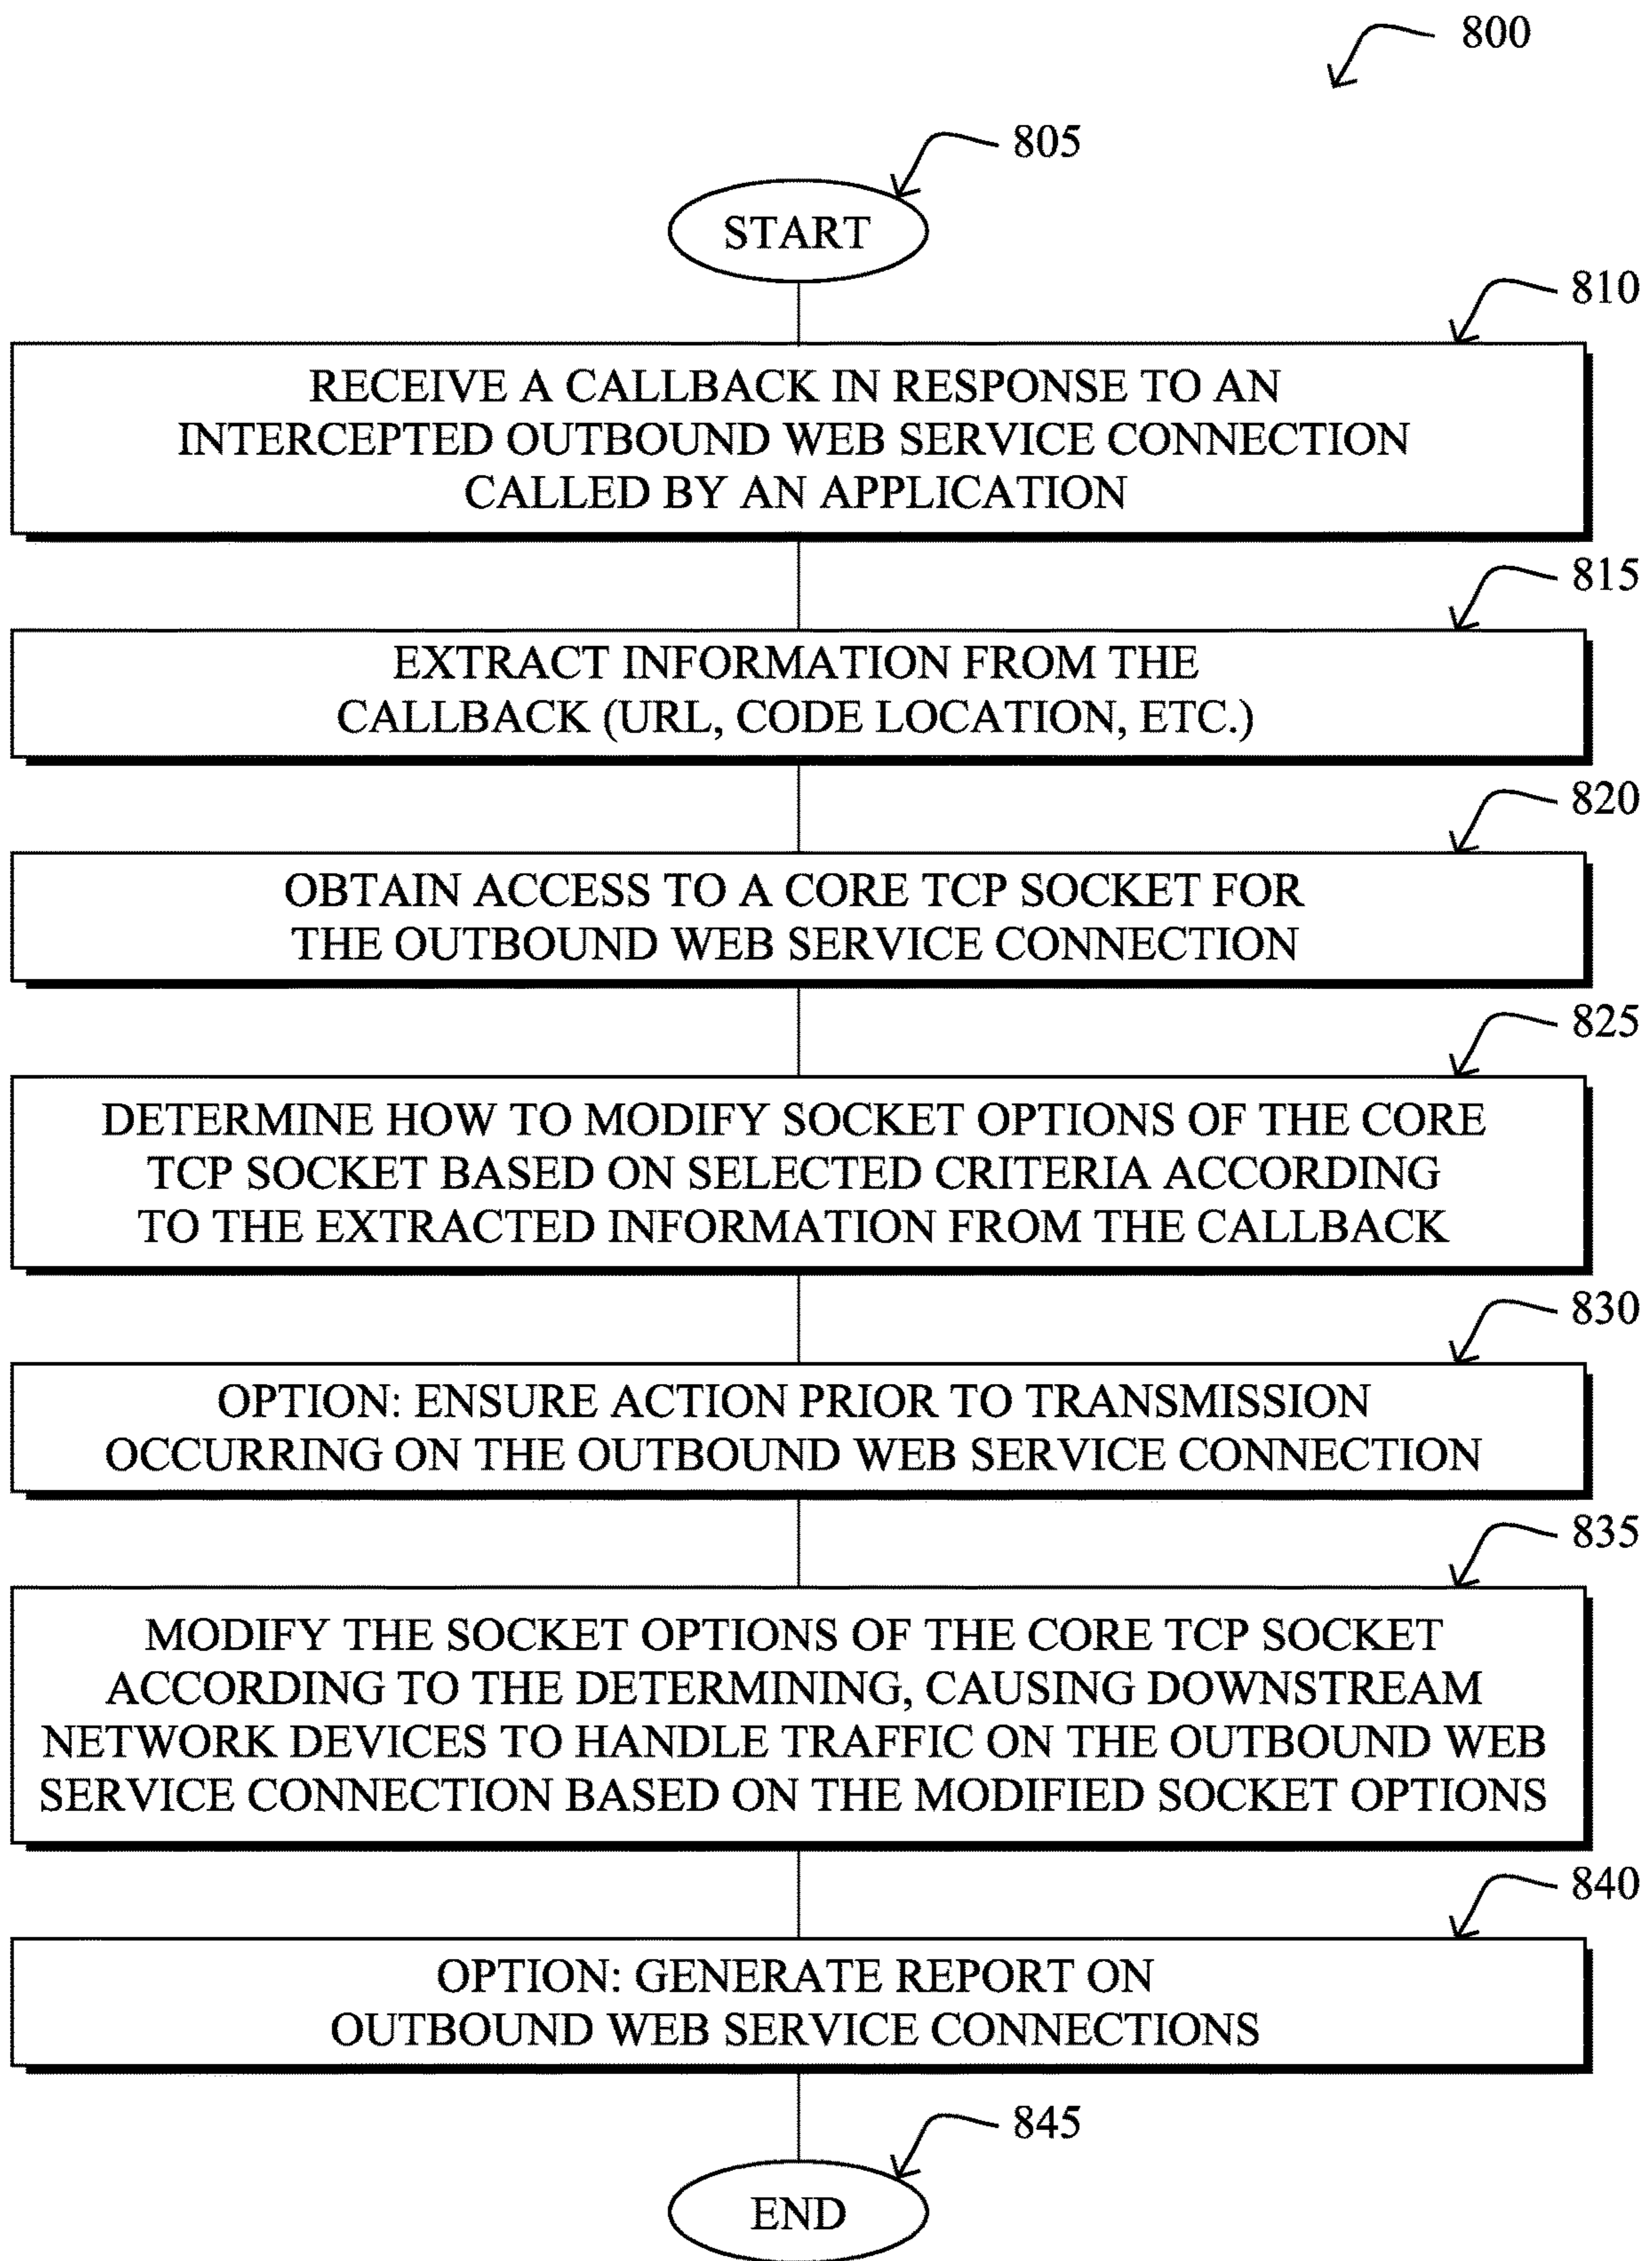 800
805
START
810
RECEIVE A CALLBACK IN RESPONSE TO AN
INTERCEPTED OUTBOUND WEB SERVICE CONNECTION
CALLED BY AN APPLICATION
815
EXTRACT INFORMATION FROM THE
CALLBACK (URL, CODE LOCATION, ETC.)
820
OBTAIN ACCESS TO A CORE TCP SOCKET FOR
THE OUTBOUND WEB SERVICE CONNECTION
825
DETERMINE HOW TO MODIFY SOCKET OPTIONS OF THE CORE
TCP SOCKET BASED ON SELECTED CRITERIA ACCORDING
TO THE EXTRACTED INFORMATION FROM THE CALLBACK
830
OPTION: ENSURE ACTION PRIOR TO TRANSMISSION
OCCURRING ON THE OUTBOUND WEB SERVICE CONNECTION
835
MODIFY THE SOCKET OPTIONS OF THE CORE TCP SOCKET
ACCORDING TO THE DETERMINING, CAUSING DOWNSTREAM
NETWORK DEVICES TO HANDLE TRAFFIC ON THE OUTBOUND WEB
SERVICE CONNECTION BASED ON THE MODIFIED SOCKET OPTIONS
840
OPTION: GENERATE REPORT ON
OUTBOUND WEB SERVICE CONNECTIONS
845
END